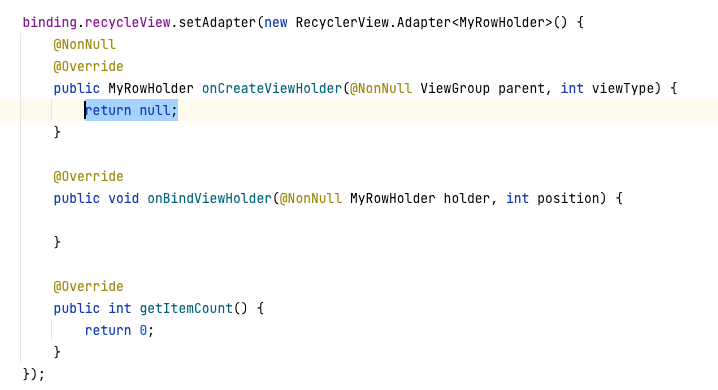 binding.recycleView.setAdapter(new RecyclerView.Adapter<MyRowHolder>() {
    @NonNull
    @Override
    public MyRowHolder onCreateViewHolder(@NonNull ViewGroup parent, int viewType) {
        return null;
    }

    @Override
    public void onBindViewHolder(@NonNull MyRowHolder holder, int position) {

    }

    @Override
    public int getItemCount() {
        return 0;
    }
});